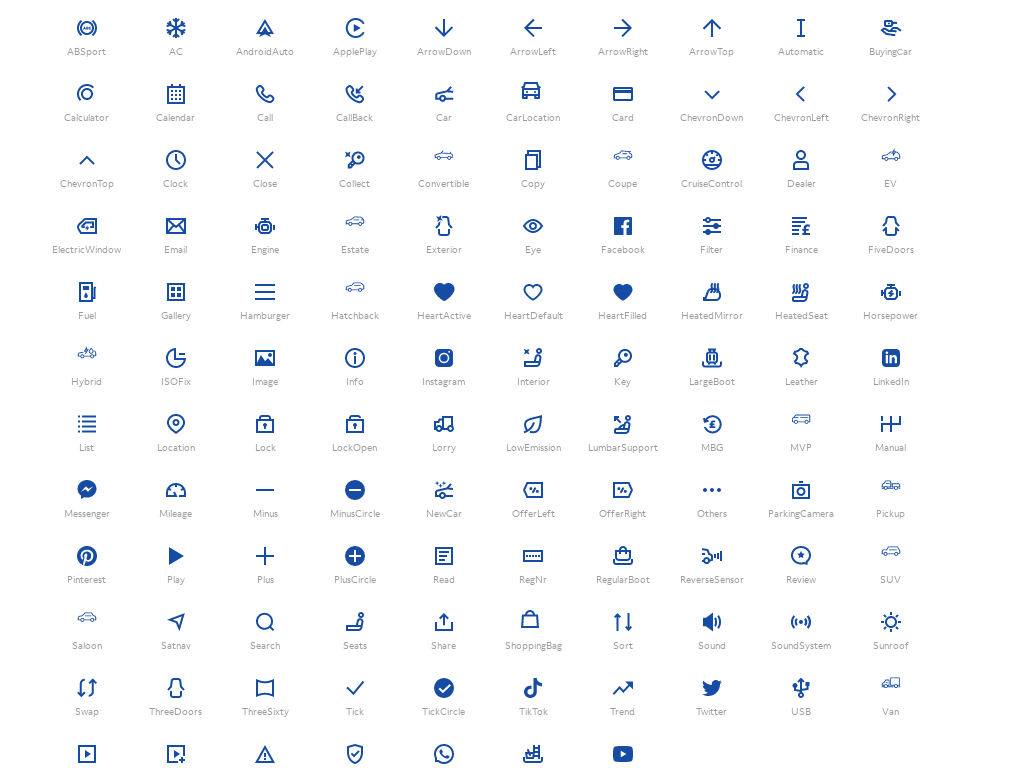 ABSport AC AndroidAuto ApplePlay ArrowDown ArrowLeft ArrowRight ArrowTop Automatic BuyingCar
Calculator Calendar Call CallBack Car CarLocation Card ChevronDown ChevronLeft ChevronRight
ChevronTop Clock Close Collect Convertible Copy Coupe CruiseControl Dealer EV
ElectricWindow Email Engine Estate Exterior Eye Facebook Filter Finance FiveDoors
Fuel Gallery Hamburger Hatchback HeartActive HeartDefault HeartFilled HeatedMirror HeatedSeat Horsepower
Hybrid ISOFix Image Info Instagram Interior Key LargeBoot Leather LinkedIn
List Location Lock LockOpen Lorry LowEmission LumbarSupport MBG MVP Manual
Messenger Mileage Minus MinusCircle NewCar OfferLeft OfferRight Others ParkingCamera Pickup
Pinterest Play Plus PlusCircle Read RegNr RegularBoot ReverseSensor Review SUV
Saloon Satnav Search Seats Share ShoppingBag Sort Sound SoundSystem Sunroof
Swap ThreeDoors ThreeSixty Tick TickCircle TikTok Trend Twitter USB Van